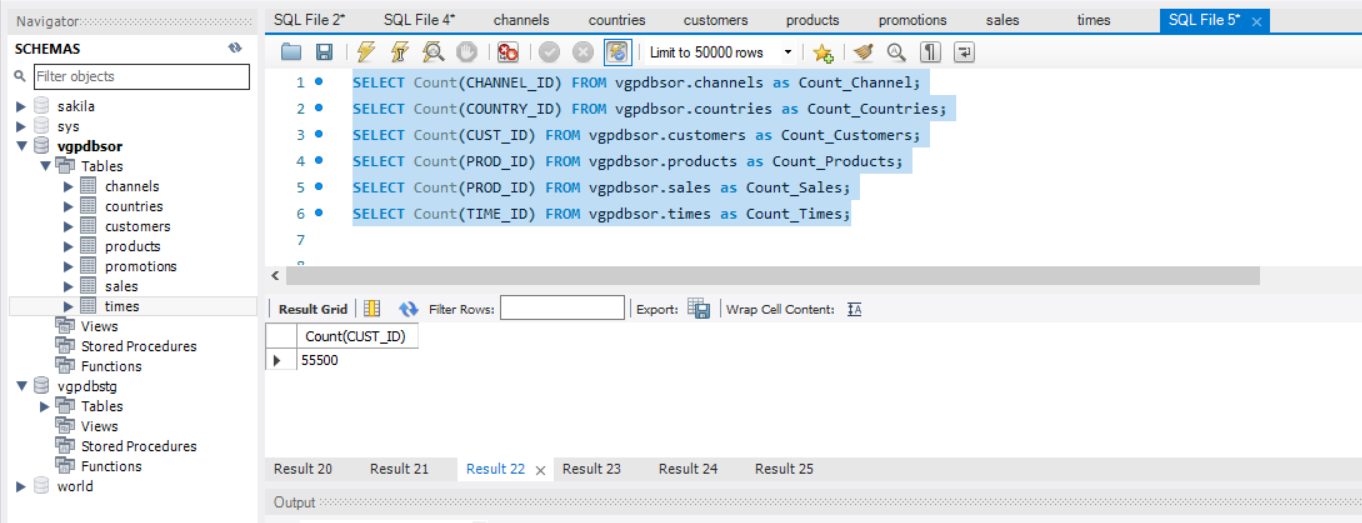 Navigator
SCHEMAS
Filter objects
sakila
sys
vgpdbsor
Tables
channels
countries
customers
products
promotions
sales
times
Views
Stored Procedures
Functions
vgpdbstg
Tables
Views
Stored Procedures
Functions
world
SQL File 2* SQL File 4* channels countries customers products promotions sales times SQL File 5*
Limit to 50000 rows
1 SELECT Count(CHANNEL_ID) FROM vgpdbsor.channels as Count_Channel;
2 SELECT Count(COUNTRY_ID) FROM vgpdbsor.countries as Count_Countries;
3 SELECT Count(CUST_ID) FROM vgpdbsor.customers as Count_Customers;
4 SELECT Count(PROD_ID) FROM vgpdbsor.products as Count_Products;
5 SELECT Count(PROD_ID) FROM vgpdbsor.sales as Count_Sales;
6 SELECT Count(TIME_ID) FROM vgpdbsor.times as Count_Times;
7
Result Grid Filter Rows: Export: Wrap Cell Content:
Count(CUST_ID)
55500
Result 20 Result 21 Result 22 Result 23 Result 24 Result 25
Output